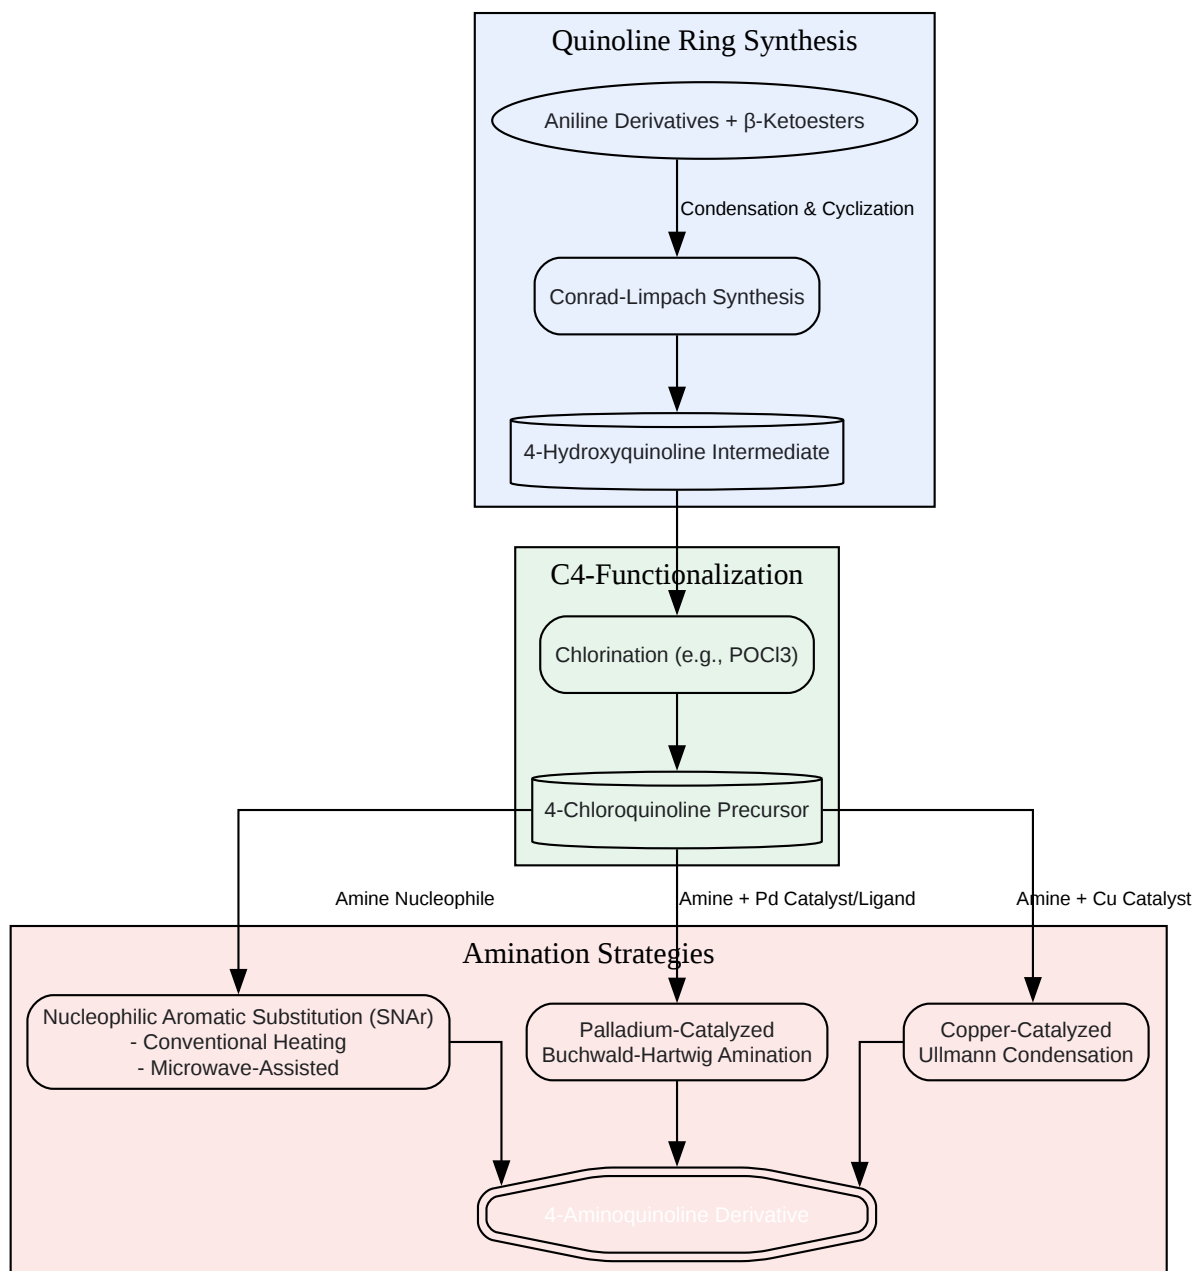 Quinoline Ring Synthesis
Aniline Derivatives + β-Ketoesters
Condensation & Cyclization
Conrad-Limpach Synthesis
4-Hydroxyquinoline Intermediate
C4-Functionalization
Chlorination (e.g., POCl3)
4-Chloroquinoline Precursor
Amine Nucleophile
Amine + Pd Catalyst/Ligand
Amine + Cu Catalyst
Amination Strategies
Nucleophilic Aromatic Substitution (SNAr)
- Conventional Heating
- Microwave-Assisted
Palladium-Catalyzed
Buchwald-Hartwig Amination
Copper-Catalyzed
Ullmann Condensation
4-Aminoquinoline Derivative